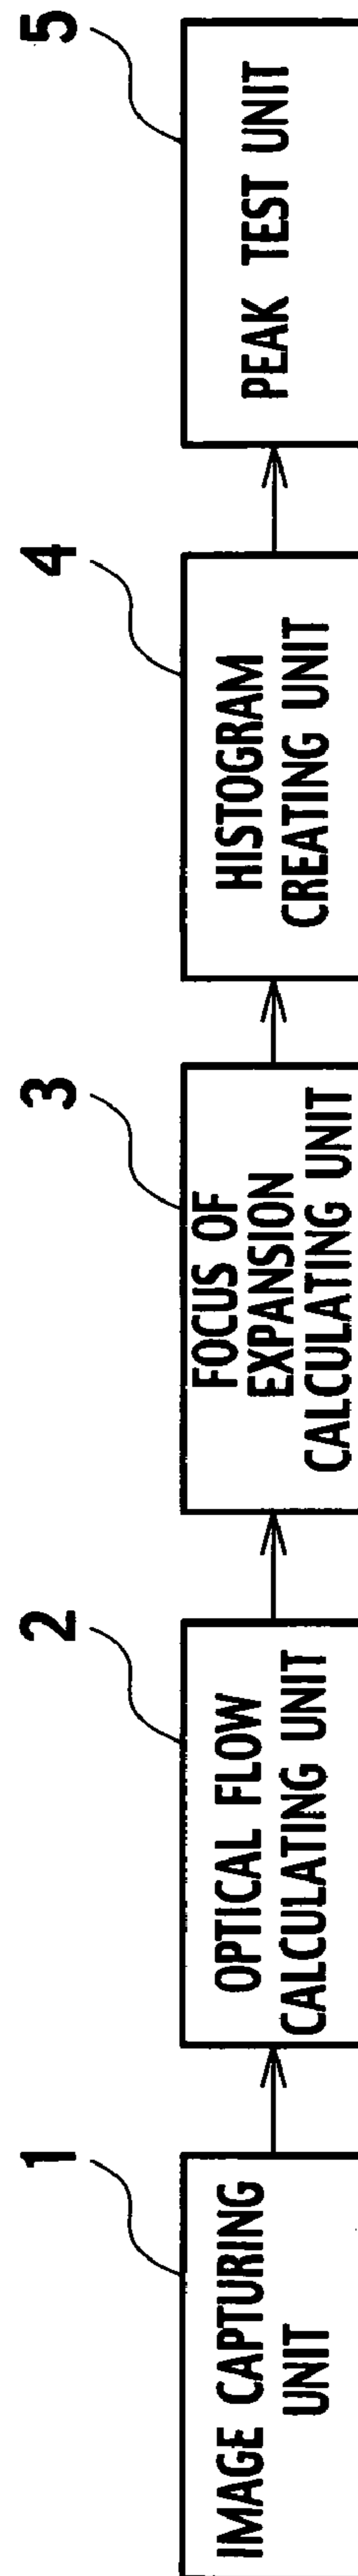 1
IMAGE CAPTURING
UNIT
2
OPTICAL FLOW
CALCULATING UNIT
3
FOCUS OF
EXPANSION
CALCULATING UNIT
4
HISTOGRAM
CREATING UNIT
5
PEAK TEST UNIT